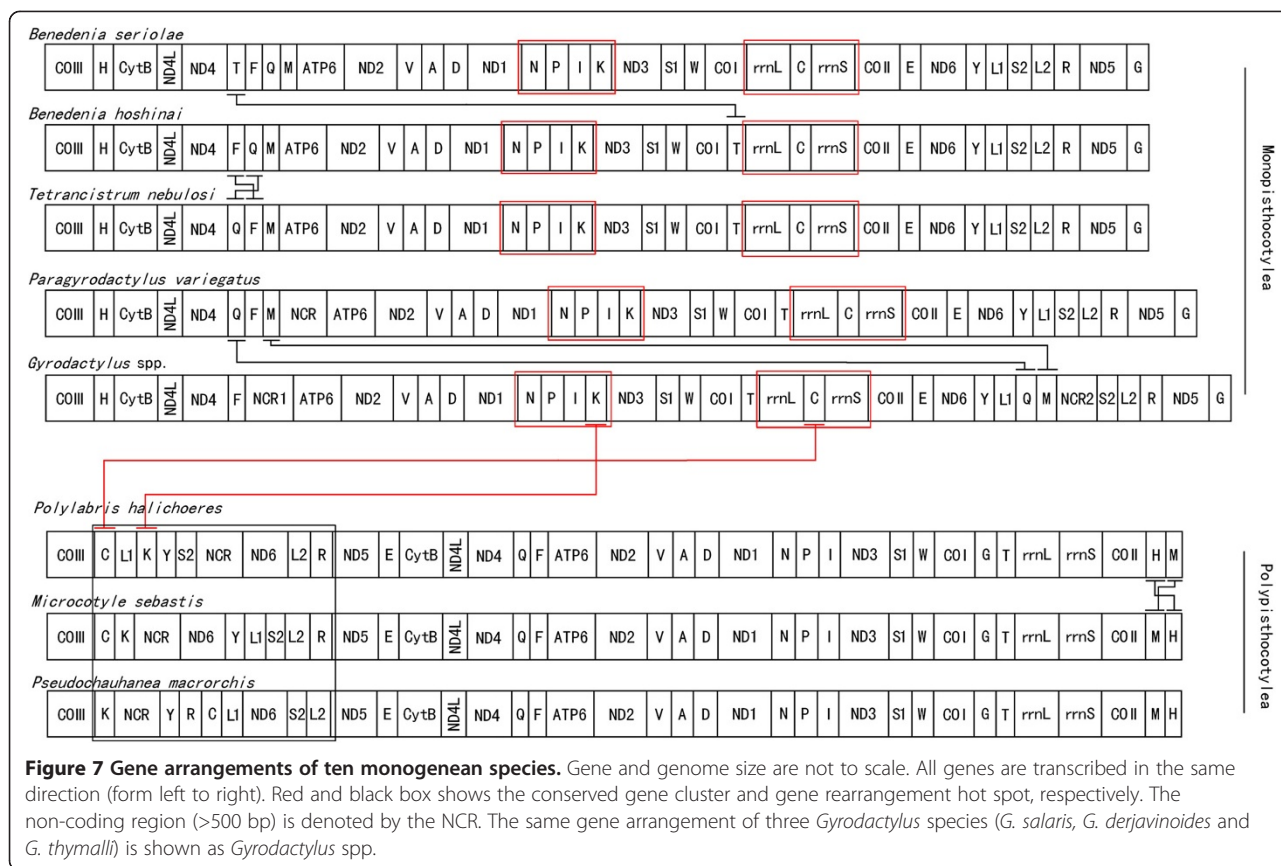 Benedenia seriolae
COIII H CytB ND4L ND4 T F Q M ATP6 ND2 V A D ND1 N P I K ND3 S1 W COI rrnL C rrnS COII E ND6 Y L1 S2 L2 R ND5 G
Benedenia hoshinai
COIII H CytB ND4L ND4 F Q M ATP6 ND2 V A D ND1 N P I K ND3 S1 W COI T rrnL C rrnS COII E ND6 Y L1 S2 L2 R ND5 G
Tetrancistrum nebulosi
COIII H CytB ND4L ND4 Q F M ATP6 ND2 V A D ND1 N P I K ND3 S1 W COI T rrnL C rrnS COII E ND6 Y L1 S2 L2 R ND5 G
Paragyrodactylus variegatus
COIII H CytB ND4L ND4 Q F M NCR ATP6 ND2 V A D ND1 N P I K ND3 S1 W COI T rrnL C rrnS COII E ND6 Y L1 S2 L2 R ND5 G
Gyrodactylus spp.
COIII H CytB ND4L ND4 F NCR1 ATP6 ND2 V A D ND1 N P I K ND3 S1 W COI T rrnL C rrnS COII E ND6 Y L1 Q M NCR2 S2 L2 R ND5 G
Monopisthocotylea
Polylabris halichoeres
COIII C L1 K Y S2 NCR ND6 L2 R ND5 E CytB ND4L ND4 Q F ATP6 ND2 V A D ND1 N P I ND3 S1 W COI G T rrnL rrnS COII H M
Microcotyle sebastis
COIII C K NCR ND6 Y L1 S2 L2 R ND5 E CytB ND4L ND4 Q F ATP6 ND2 V A D ND1 N P I ND3 S1 W COI G T rrnL rrnS COII M H
Pseudochauhanea macrorchis
COIII K NCR Y R C L1 ND6 S2 L2 ND5 E CytB ND4L ND4 Q F ATP6 ND2 V A D ND1 N P I ND3 S1 W COI G T rrnL rrnS COII M H
Polypisthocotylea
Figure 7 Gene arrangements of ten monogenean species. Gene and genome size are not to scale. All genes are transcribed in the same
direction (form left to right). Red and black box shows the conserved gene cluster and gene rearrangement hot spot, respectively. The
non-coding region (>500 bp) is denoted by the NCR. The same gene arrangement of three Gyrodactylus species (G. salaris, G. derjavinoides and
G. thymalli) is shown as Gyrodactylus spp.